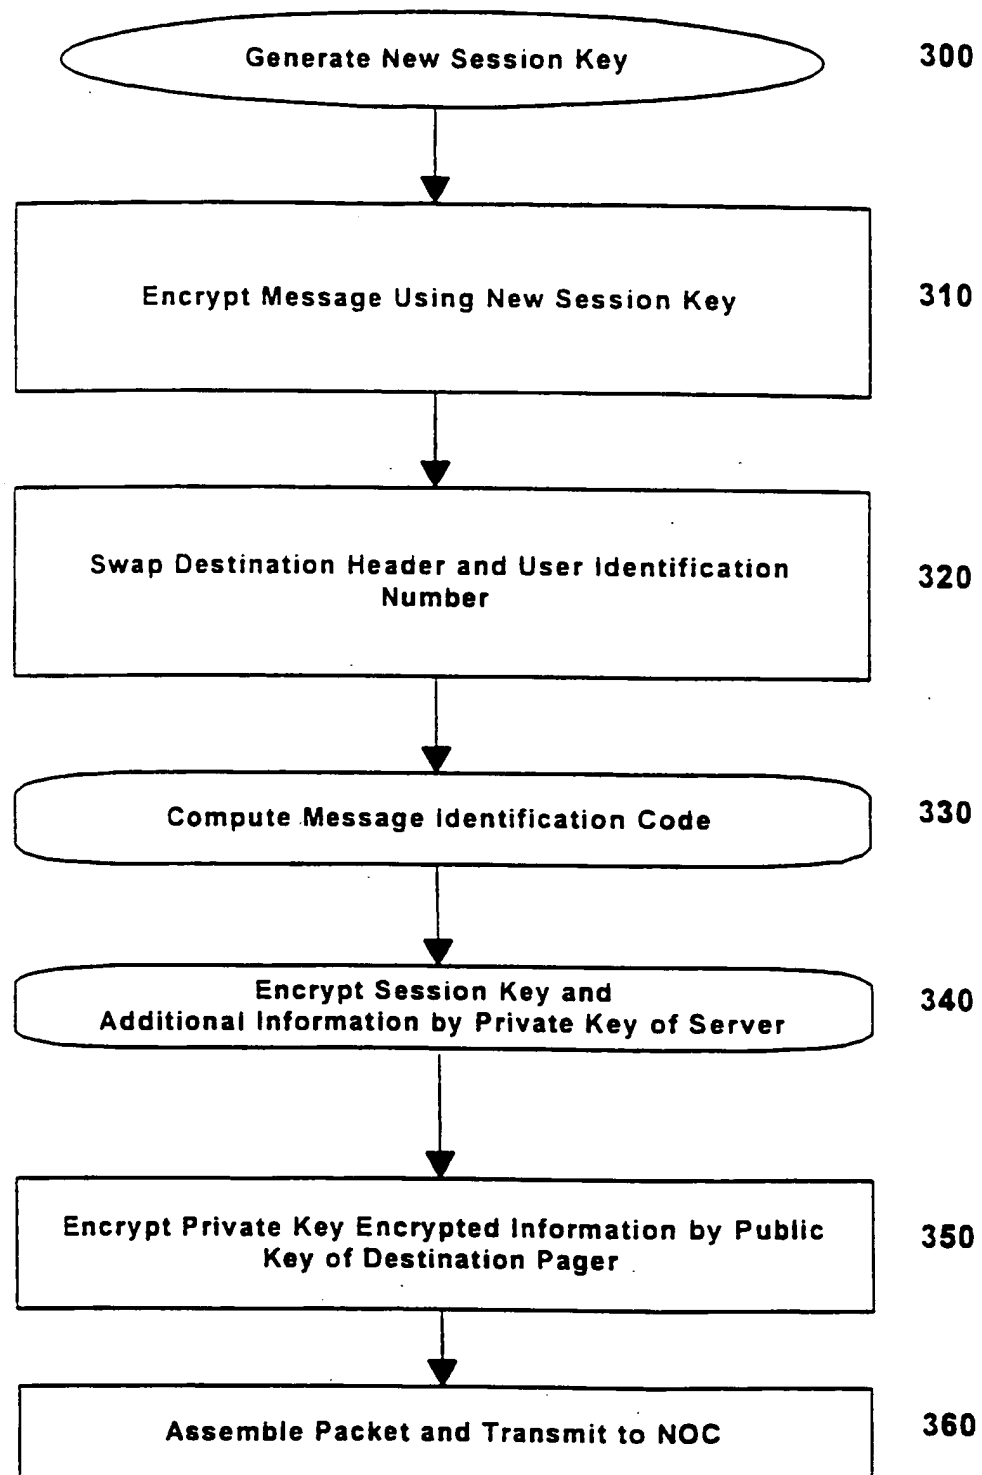 Generate New Session Key
300
Encrypt Message Using New Session Key
310
Swap Destination Header and User Identification
Number
320
Compute Message Identification Code
330
Encrypt Session Key and
Additional Information by Private Key of Server
340
Encrypt Private Key Encrypted Information by Public
Key of Destination Pager
350
Assemble Packet and Transmit to NOC
360